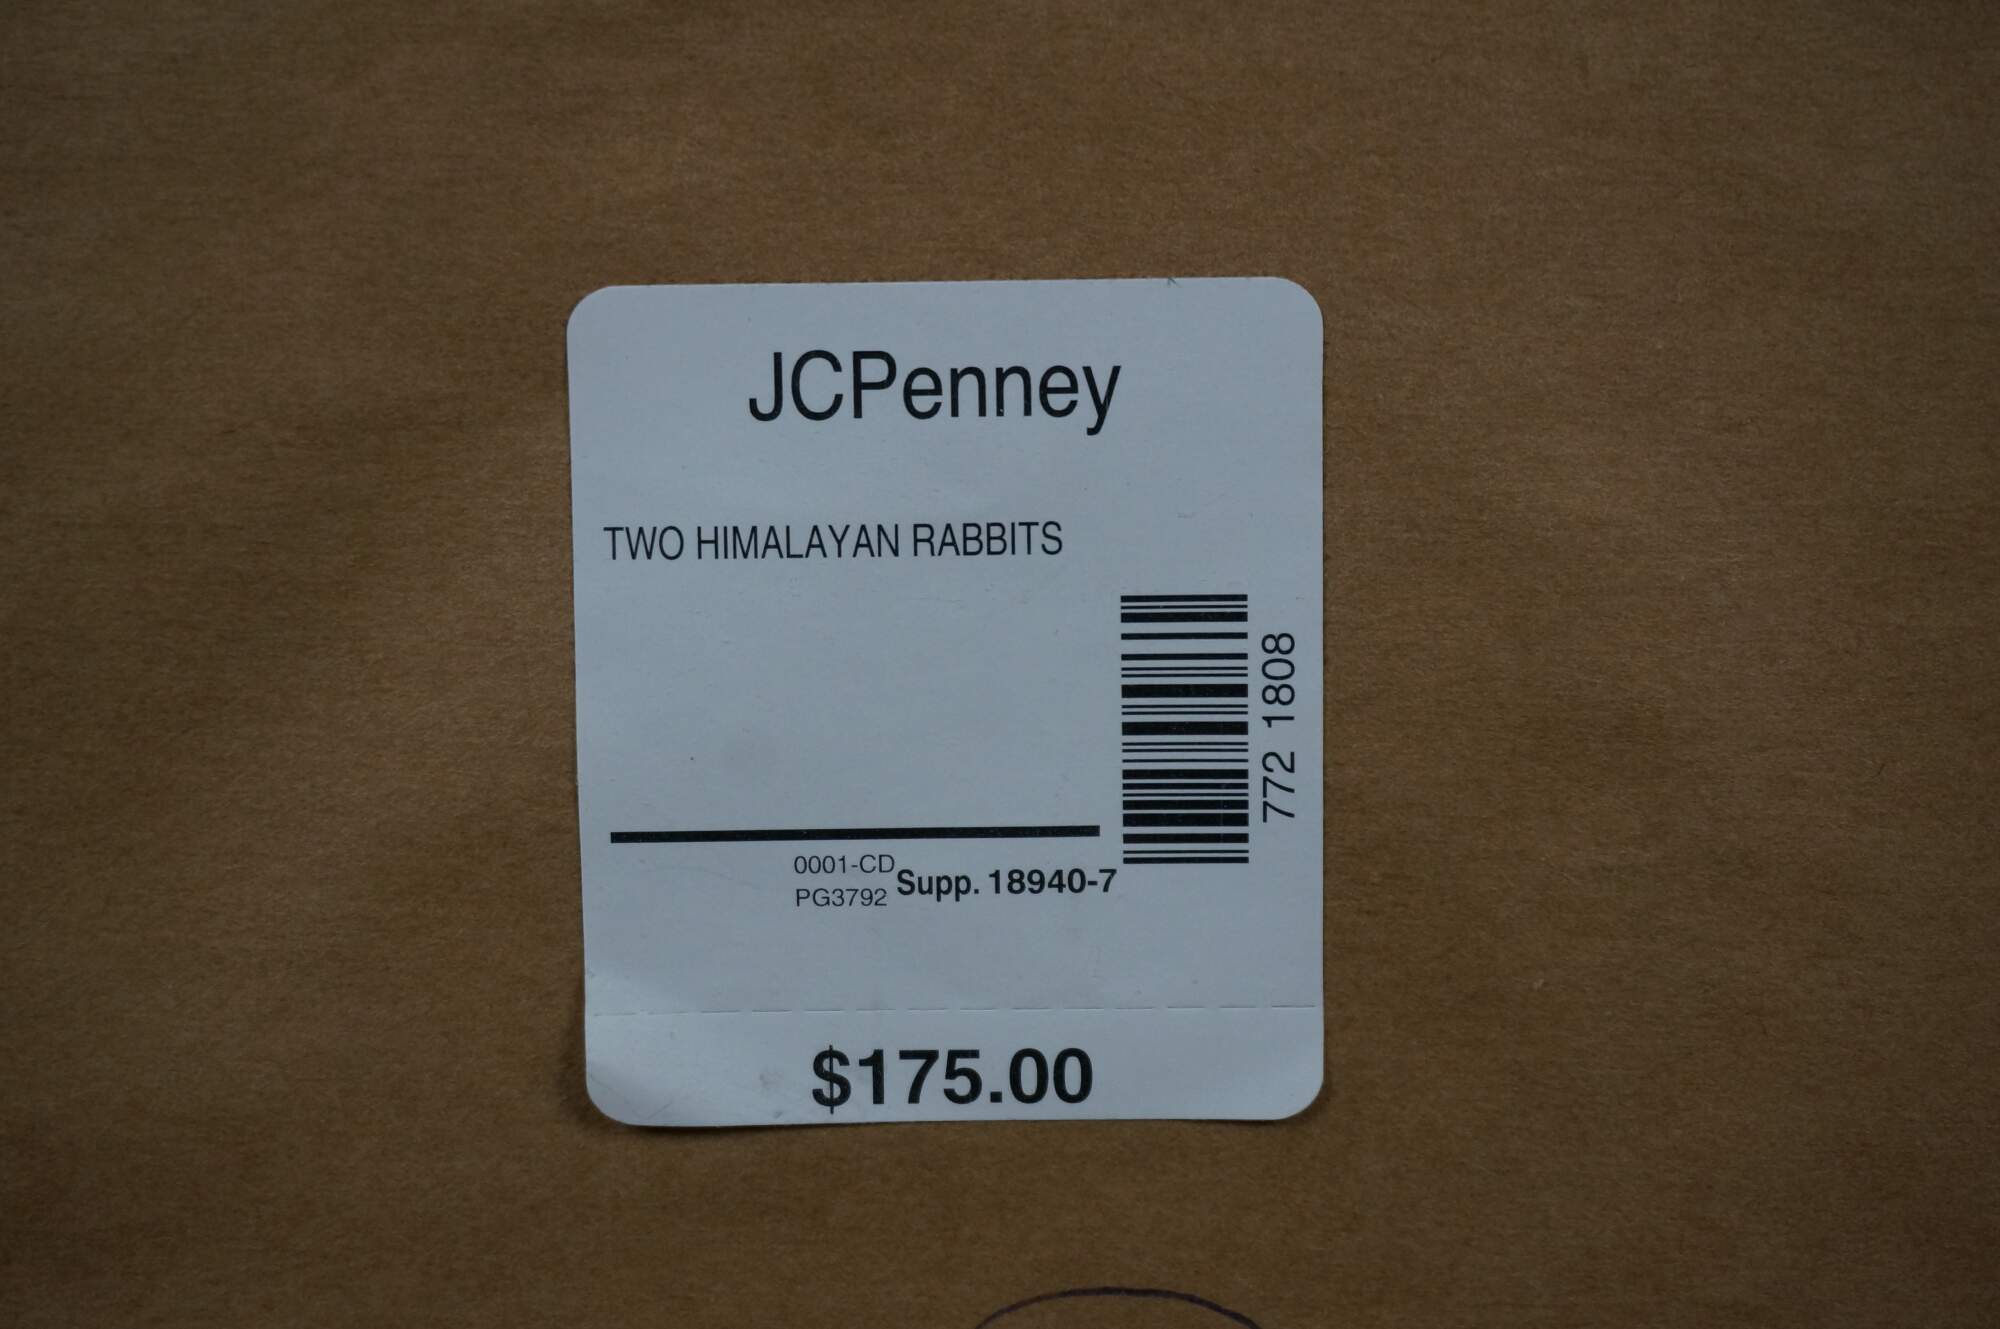 JCPenney
TWO HIMALAYAN RABBITS
772 1808
0001-CD
PG3792
Supp. 18940-7
$175.00